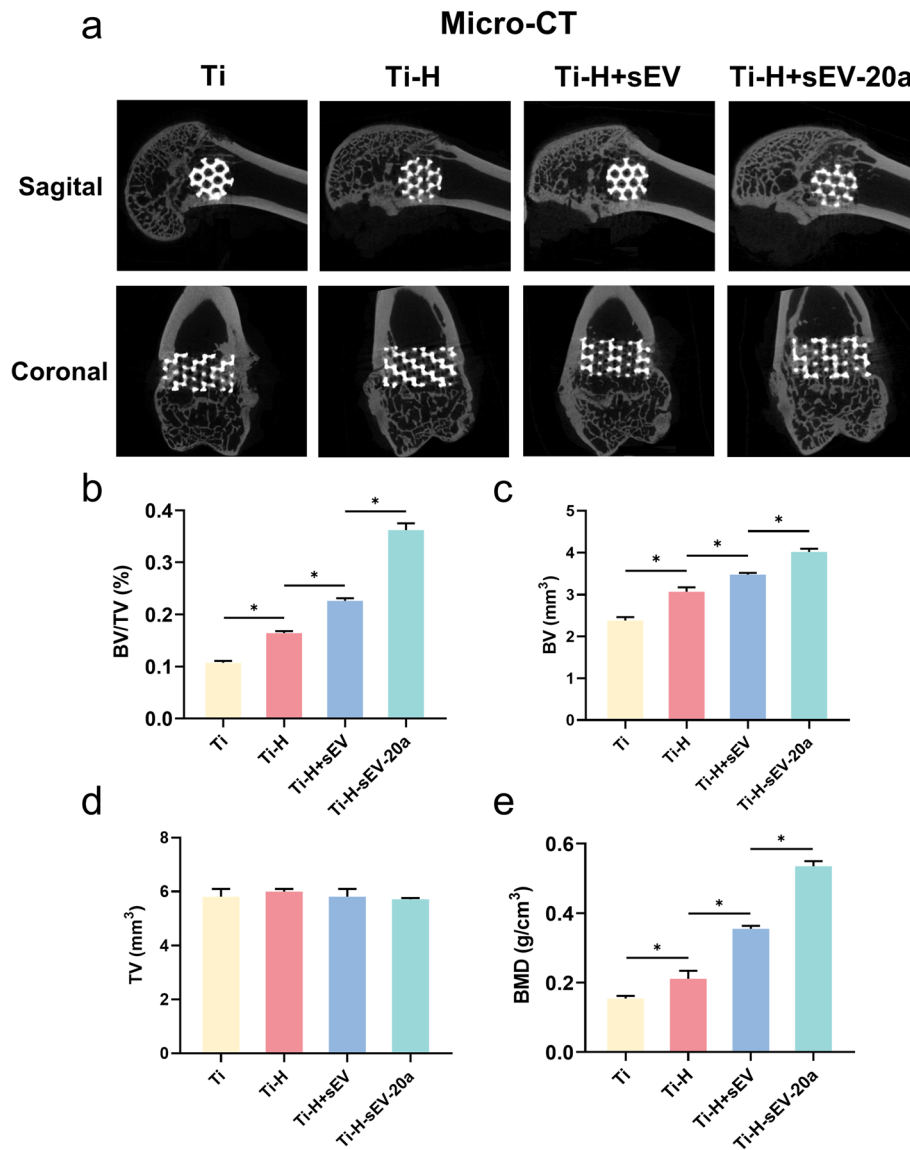 a
Micro-CT
Ti
Ti-H
Ti-H+sEV
Ti-H+sEV-20a
Sagital
Coronal
b
BV/TV (%)
0.4
0.3
0.2
0.1
0.0
*
*
*
Ti
Ti-H
Ti-H+sEV
Ti-H-sEV-20a
c
BV (mm³)
5
4
3
2
1
0
*
*
*
Ti
Ti-H
Ti-H+sEV
Ti-H-sEV-20a
d
TV (mm³)
8
6
4
2
0
Ti
Ti-H
Ti-H+sEV
Ti-H-sEV-20a
e
BMD (g/cm³)
0.6
0.4
0.2
0.0
*
*
*
Ti
Ti-H
Ti-H+sEV
Ti-H-sEV-20a